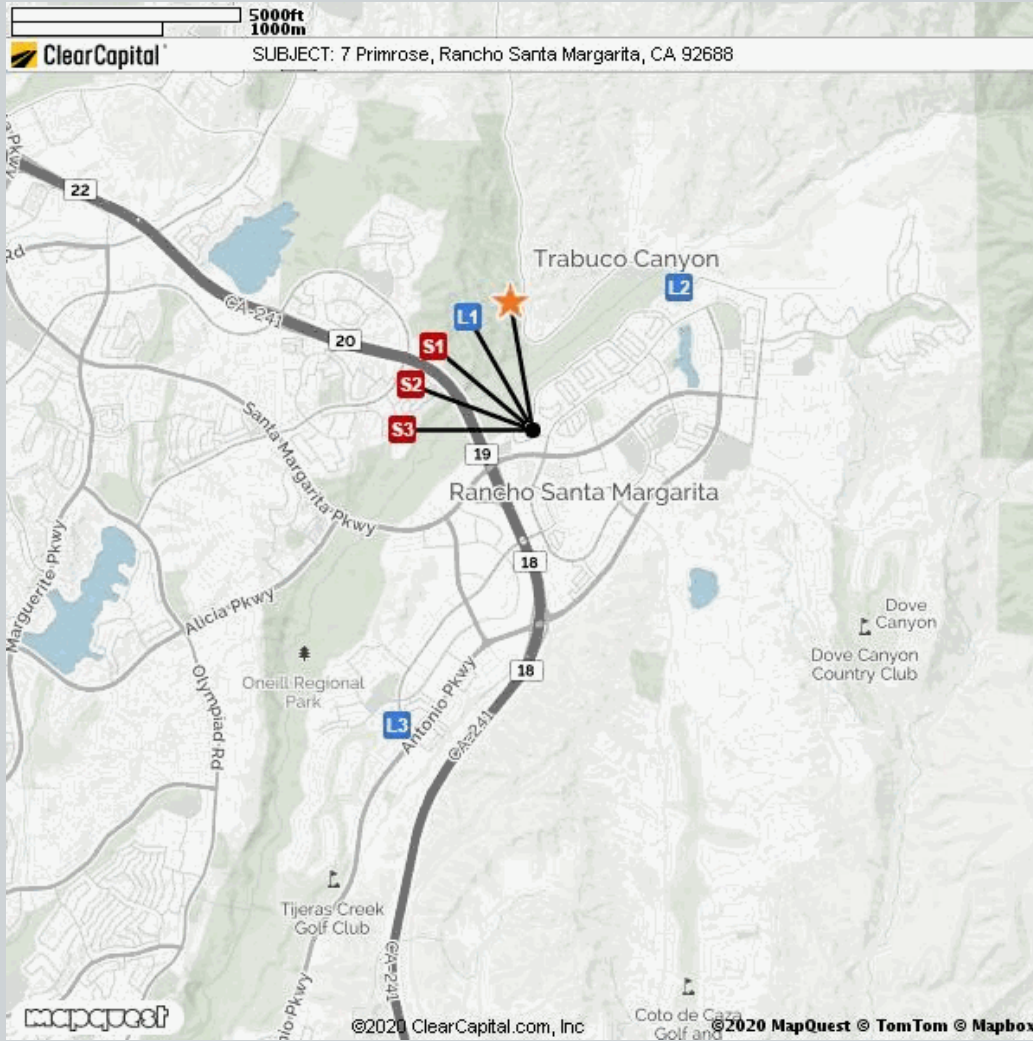 5000ft
1000m
ClearCapital
SUBJECT: 7 Primrose, Rancho Santa Margarita, CA 92688
22
Rd
CA-241
20
Trabuco Canyon
L2
L1
S1
S2
S3
19
Santa Margarita Pkwy
Rancho Santa Margarita
18
Marguerite Pkwy
Alicia Pkwy
Dove
Canyon
Dove Canyon
Country Club
Oneill Regional
Park
18
Olympiad Rd
L3
Antonio Pkwy
CA-241
Tijeras Creek
Golf Club
CA-241
nio Pkwy
Coto de Caza
Golf and
mapquest
©2020 ClearCapital.com, Inc
©2020 MapQuest © TomTom © Mapbox